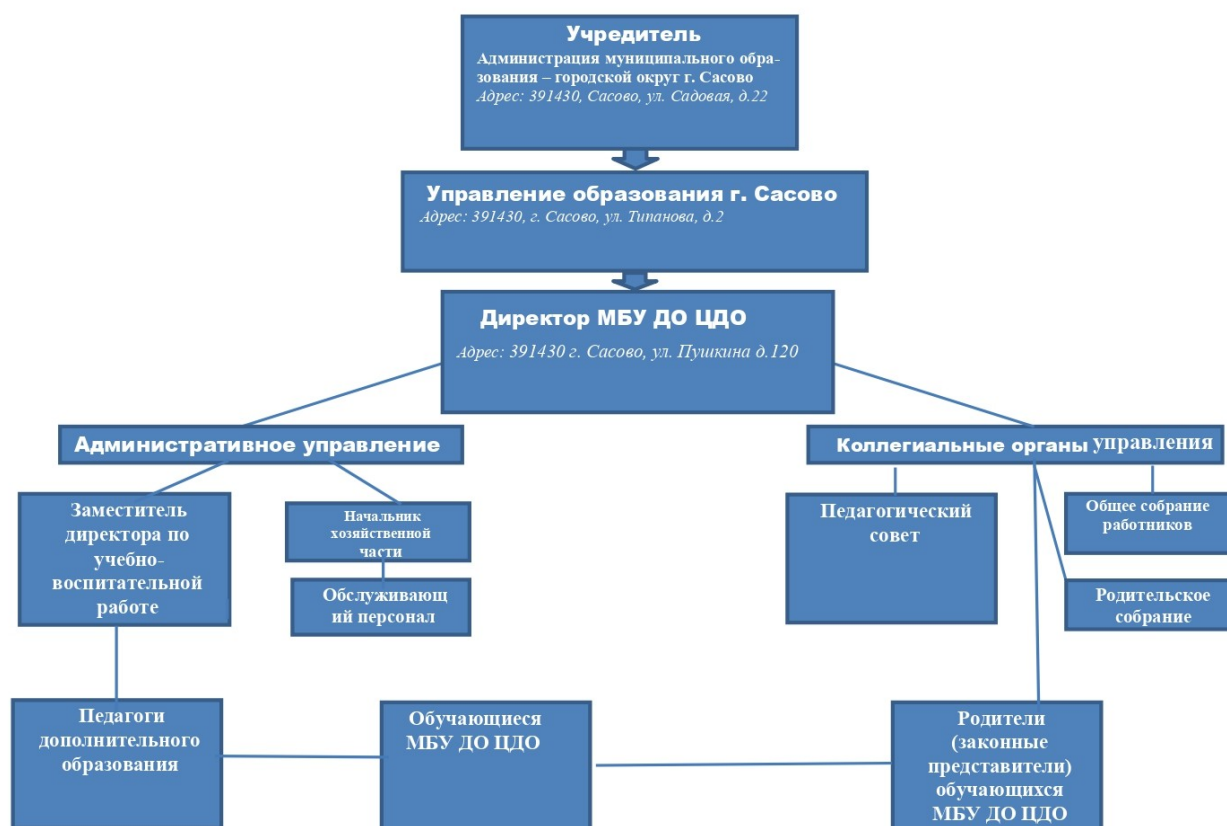 Учредитель
Администрация муниципального обра-
зования – городской округ г. Сасово
Адрес: 391430, Сасово, ул. Садовая, д.22
Управление образования г. Сасово
Адрес: 391430, г. Сасово, ул. Типанова, д.2
Директор МБУ ДО ЦДО
Адрес: 391430 г. Сасово, ул. Пушкина д.120
Административное управление
Коллегиальные органы управления
Заместитель
директора по
учебно-
воспитательной
работе
Начальник
хозяйственной
части
Обслуживающ
ий персонал
Педагогический
совет
Общее собрание
работников
Родительское
собрание
Педагоги
дополнительного
образования
Обучающиеся
МБУ ДО ЦДО
Родители
(законные
представители)
обучающихся
МБУ ДО ЦДО